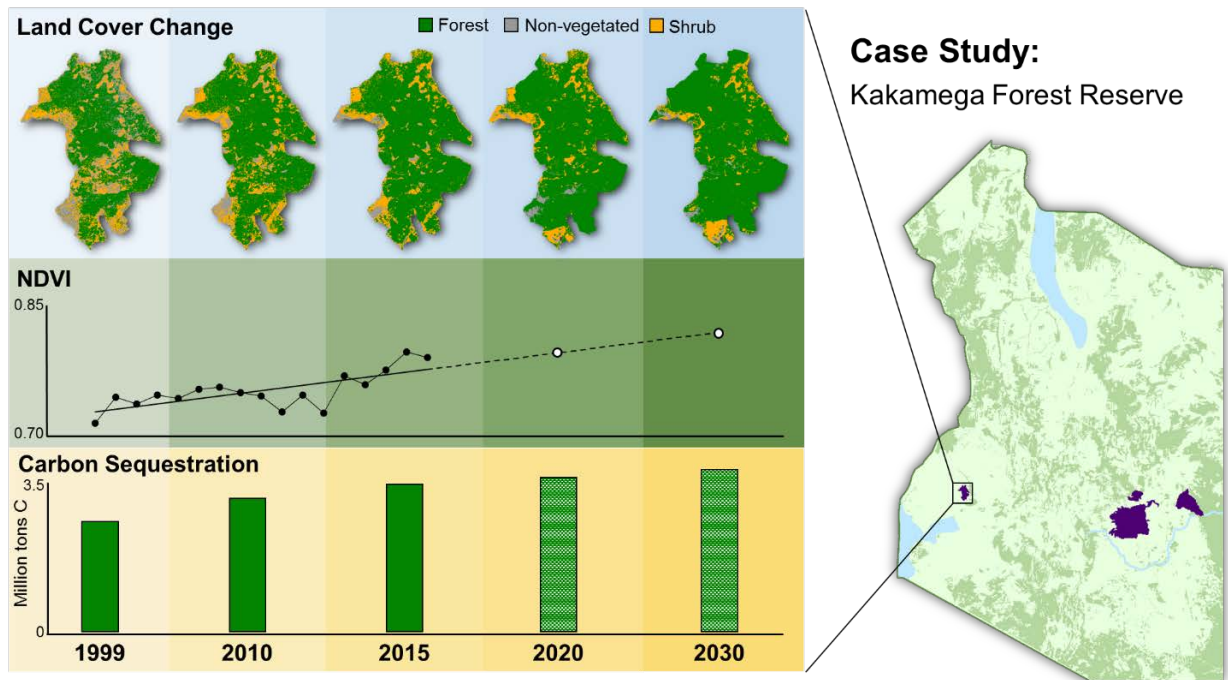 Land Cover Change
Forest
Non-vegetated
Shrub
NDVI
0.85
0.70
Carbon Sequestration
3.5
Million tons C
0
1999
2010
2015
2020
2030
Case Study:
Kakamega Forest Reserve